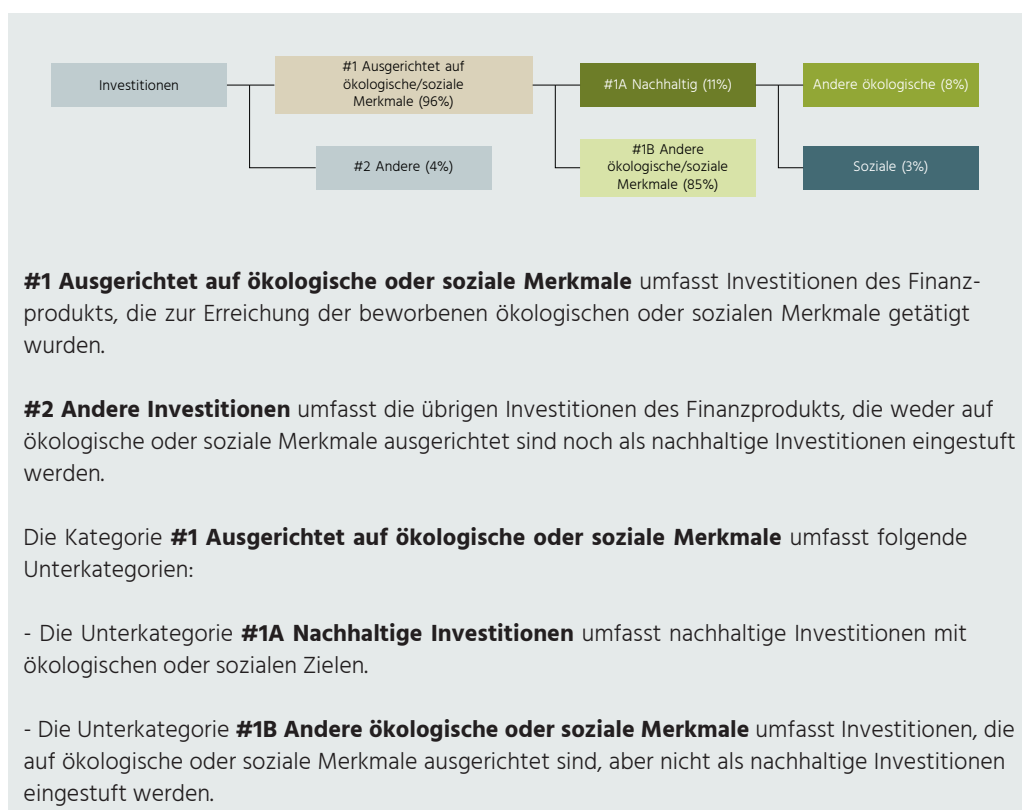 Investitionen
#1 Ausgerichtet auf
ökologische/soziale
Merkmale (96%)
#1A Nachhaltig (11%)
Andere ökologische (8%)
#2 Andere (4%)
#1B Andere
ökologische/soziale
Merkmale (85%)
Soziale (3%)
#1 Ausgerichtet auf ökologische oder soziale Merkmale umfasst Investitionen des Finanz-
produkts, die zur Erreichung der beworbenen ökologischen oder sozialen Merkmale getätigt
wurden.
#2 Andere Investitionen umfasst die übrigen Investitionen des Finanzprodukts, die weder auf
ökologische oder soziale Merkmale ausgerichtet sind noch als nachhaltige Investitionen eingestuft
werden.
Die Kategorie #1 Ausgerichtet auf ökologische oder soziale Merkmale umfasst folgende
Unterkategorien:
- Die Unterkategorie #1A Nachhaltige Investitionen umfasst nachhaltige Investitionen mit
ökologischen oder sozialen Zielen.
- Die Unterkategorie #1B Andere ökologische oder soziale Merkmale umfasst Investitionen, die
auf ökologische oder soziale Merkmale ausgerichtet sind, aber nicht als nachhaltige Investitionen
eingestuft werden.